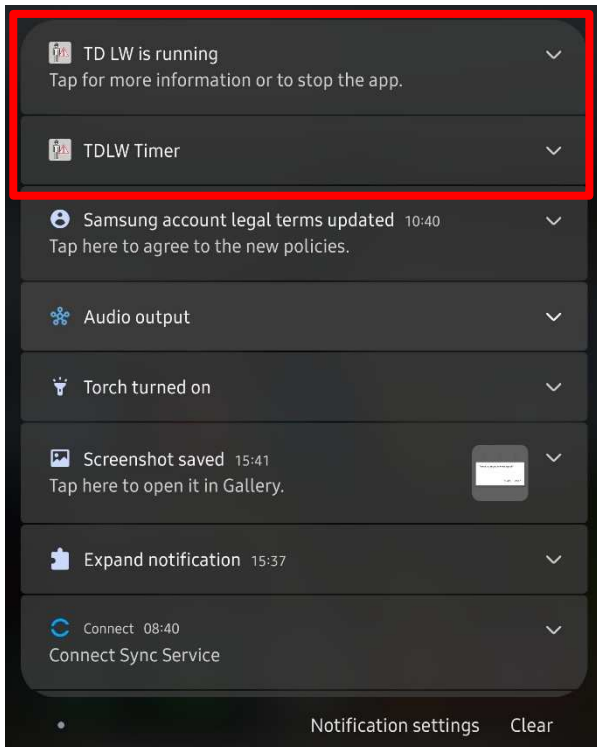 TD LW is running
Tap for more information or to stop the app.
TDLW Timer
Samsung account legal terms updated 10:40
Tap here to agree to the new policies.
Audio output
Torch turned on
Screenshot saved 15:41
Tap here to open it in Gallery.
Expand notification 15:37
Connect 08:40
Connect Sync Service
Notification settings Clear